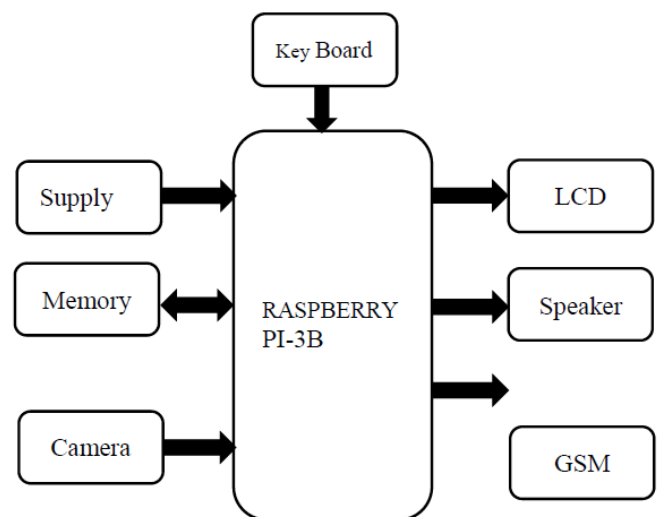 Key Board
Supply
LCD
Memory
RASPBERRY
PI-3B
Speaker
Camera
GSM